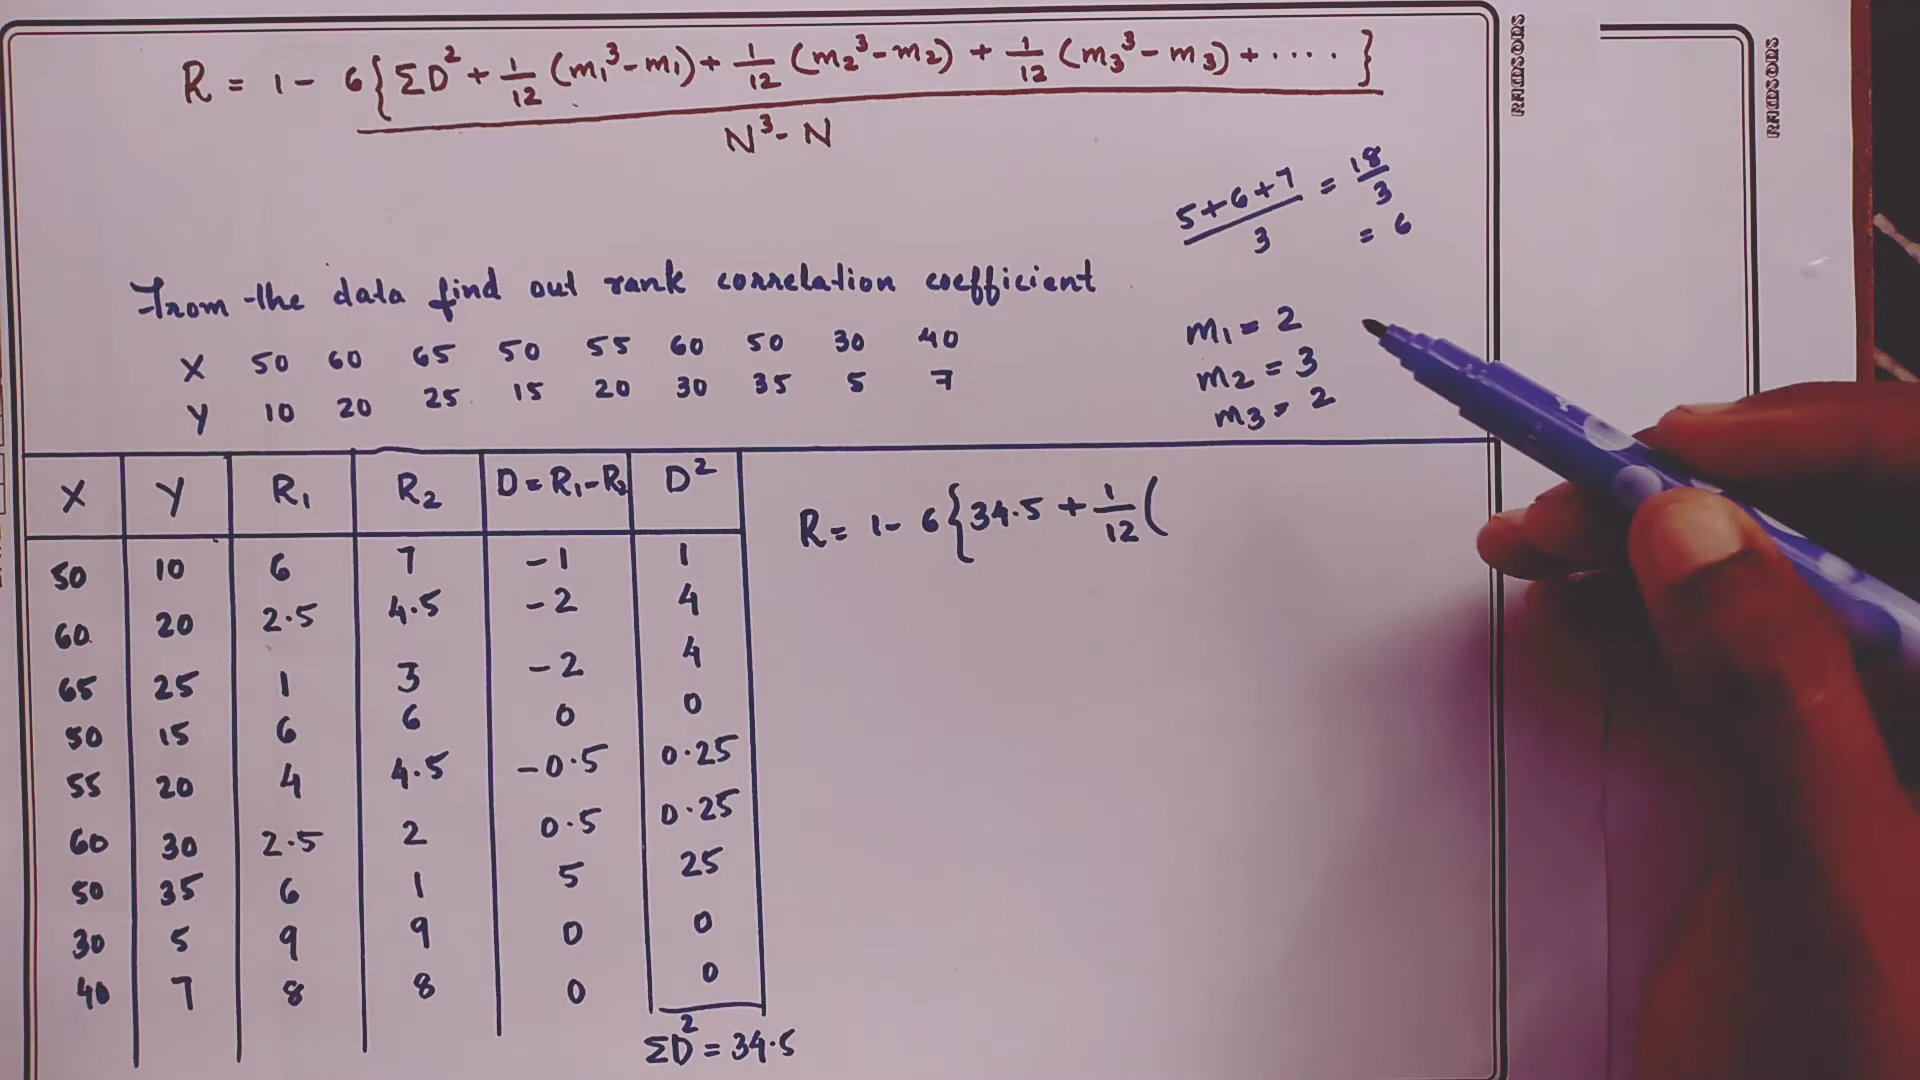 R = 1 - 6{ΣD² + 1/12 (m₁³-m₁) + 1/12 (m₂³-m₂) + 1/12 (m₃³-m₃) + ....}
N³-N
5+6+7/3 = 18/3
= 6
From the data find out rank correlation coefficient
X 50 60 65 50 55 60 50 30 40
Y 10 20 25 15 20 30 35 5 7
m₁ = 2
m₂ = 3
m₃ = 2
X Y R₁ R₂ D = R₁-R₂ D²
50 10 6 7 -1 1
60 20 2.5 4.5 -2 4
65 25 1 3 -2 4
50 15 6 6 0 0
55 20 4 4.5 -0.5 0.25
60 30 2.5 2 0.5 0.25
50 35 6 1 5 25
30 5 9 9 0 0
40 7 8 8 0 0
ΣD² = 34.5
R = 1 - 6{34.5 + 1/12 (
RAIDSONS
RAIDSONS